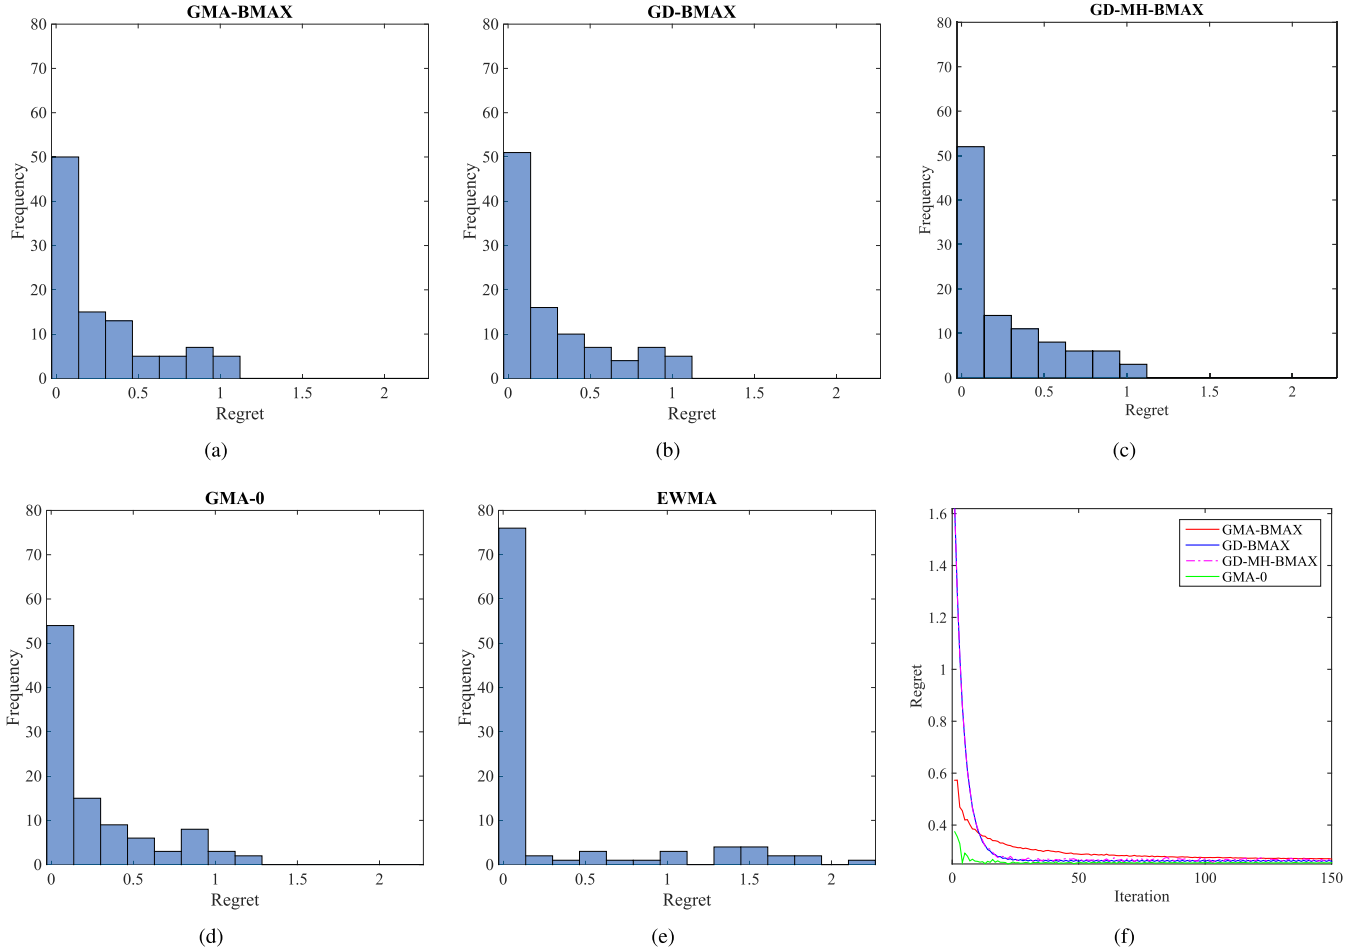 GMA-BMAX
GD-BMAX
GD-MH-BMAX
80
70
60
50
40
30
20
10
0
Frequency
0 0.5 1 1.5 2
Regret
(a)
80
70
60
50
40
30
20
10
0
Frequency
0 0.5 1 1.5 2
Regret
(b)
80
70
60
50
40
30
20
10
0
Frequency
0 0.5 1 1.5 2
Regret
(c)
GMA-0
80
70
60
50
40
30
20
10
0
Frequency
0 0.5 1 1.5 2
Regret
(d)
EWMA
80
70
60
50
40
30
20
10
0
Frequency
0 0.5 1 1.5 2
Regret
(e)
1.6
1.4
1.2
1
0.8
0.6
0.4
Regret
GMA-BMAX
GD-BMAX
GD-MH-BMAX
GMA-0
0 50 100 150
Iteration
(f)